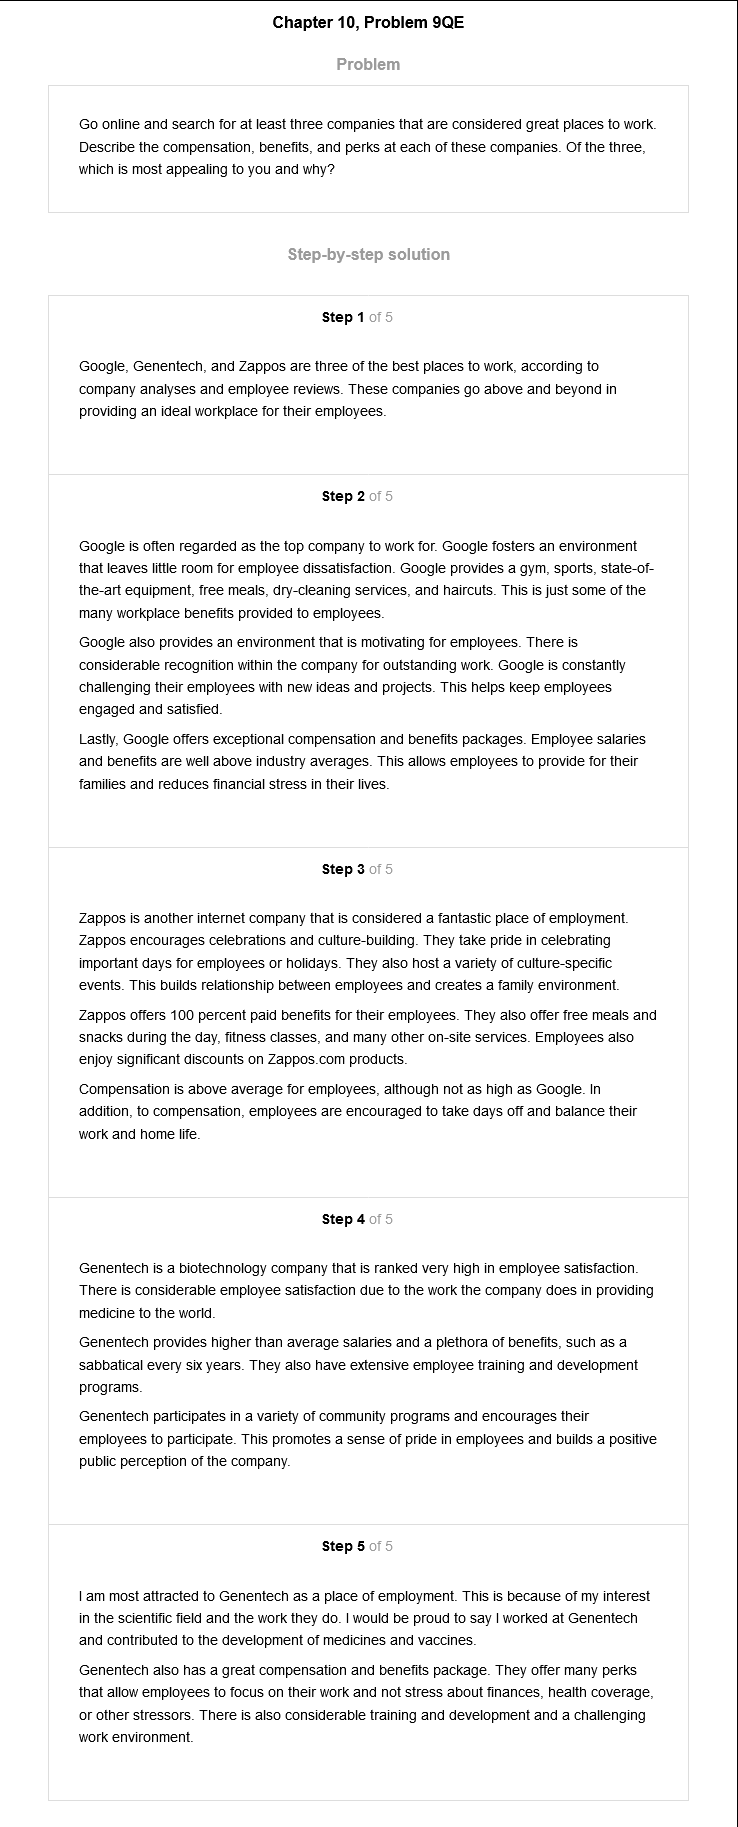 Chapter 10, Problem 9QE
Problem
Go online and search for at least three companies that are considered great places to work.
Describe the compensation, benefits, and perks at each of these companies. Of the three,
which is most appealing to you and why?
Step-by-step solution
Step 1 of 5
Google, Genentech, and Zappos are three of the best places to work, according to
company analyses and employee reviews. These companies go above and beyond in
providing an ideal workplace for their employees.
Step 2 of 5
Google is often regarded as the top company to work for. Google fosters an environment
that leaves little room for employee dissatisfaction. Google provides a gym, sports, state-of-
the-art equipment, free meals, dry-cleaning services, and haircuts. This is just some of the
many workplace benefits provided to employees.
Google also provides an environment that is motivating for employees. There is
considerable recognition within the company for outstanding work. Google is constantly
challenging their employees with new ideas and projects. This helps keep employees
engaged and satisfied.
Lastly, Google offers exceptional compensation and benefits packages. Employee salaries
and benefits are well above industry averages. This allows employees to provide for their
families and reduces financial stress in their lives.
Step 3 of 5
Zappos is another internet company that is considered a fantastic place of employment.
Zappos encourages celebrations and culture-building. They take pride in celebrating
important days for employees or holidays. They also host a variety of culture-specific
events. This builds relationship between employees and creates a family environment.
Zappos offers 100 percent paid benefits for their employees. They also offer free meals and
snacks during the day, fitness classes, and many other on-site services. Employees also
enjoy significant discounts on Zappos.com products.
Compensation is above average for employees, although not as high as Google. In
addition, to compensation, employees are encouraged to take days off and balance their
work and home life.
Step 4 of 5
Genentech is a biotechnology company that is ranked very high in employee satisfaction.
There is considerable employee satisfaction due to the work the company does in providing
medicine to the world.
Genentech provides higher than average salaries and a plethora of benefits, such as a
sabbatical every six years. They also have extensive employee training and development
programs.
Genentech participates in a variety of community programs and encourages their
employees to participate. This promotes a sense of pride in employees and builds a positive
public perception of the company.
Step 5 of 5
I am most attracted to Genentech as a place of employment. This is because of my interest
in the scientific field and the work they do. I would be proud to say I worked at Genentech
and contributed to the development of medicines and vaccines.
Genentech also has a great compensation and benefits package. They offer many perks
that allow employees to focus on their work and not stress about finances, health coverage,
or other stressors. There is also considerable training and development and a challenging
work environment.